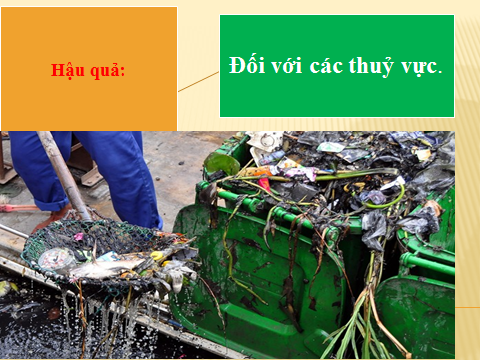 Hậu quả:
Đối với các thuỷ vực.